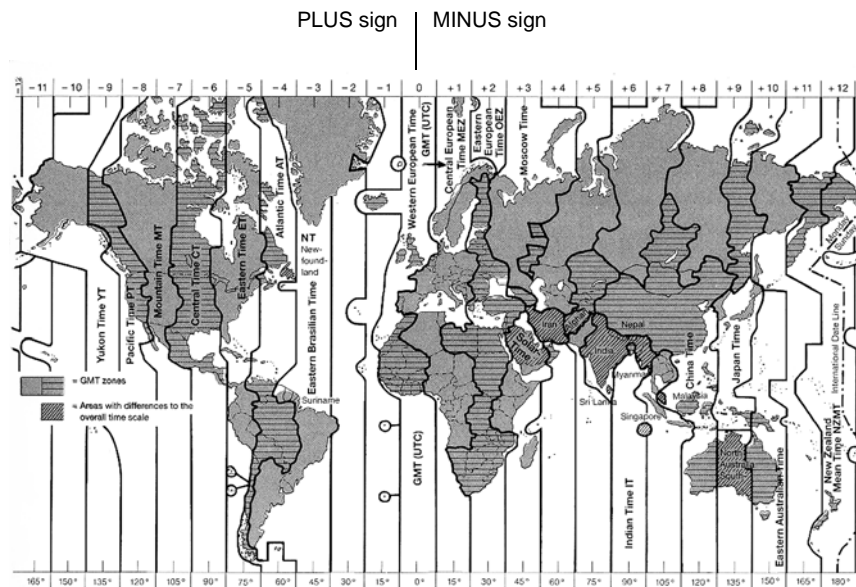 PLUS sign MINUS sign
−11 −10 −9 −8 −7 −6 −5 −4 −3 −2 −1 0 +1 +2 +3 +4 +5 +6 +7 +8 +9 +10 +11 +12
Yukon Time YT
Pacific Time PT
Mountain Time MT
Central Time CT
Eastern Time ET
Atlantic Time AT
NT
New-
found-
land
Eastern Brasilian Time
Western European Time
GMT (UTC)
Central European
Time MEZ
Eastern
European
Time OEZ
Moscow Time
Iran
Afghan.
Solar-
Time
Nepal
India
Myanmar
Sri Lanka
Malaysia
Singapore
China Time
Japan Time
Suriname
= GMT zones
= Areas with differences to the
overall time scale
GMT (UTC)
Indian Time IT
North
Australia
South
Eastern Australian Time
New Zealand
Mean Time NZMT
International Date Line
Monday
Sunday
165° 150° 135° 120° 105° 90° 75° 60° 45° 30° 15° 0° 15° 30° 45° 60° 75° 90° 105° 120° 135° 150° 165° 180°